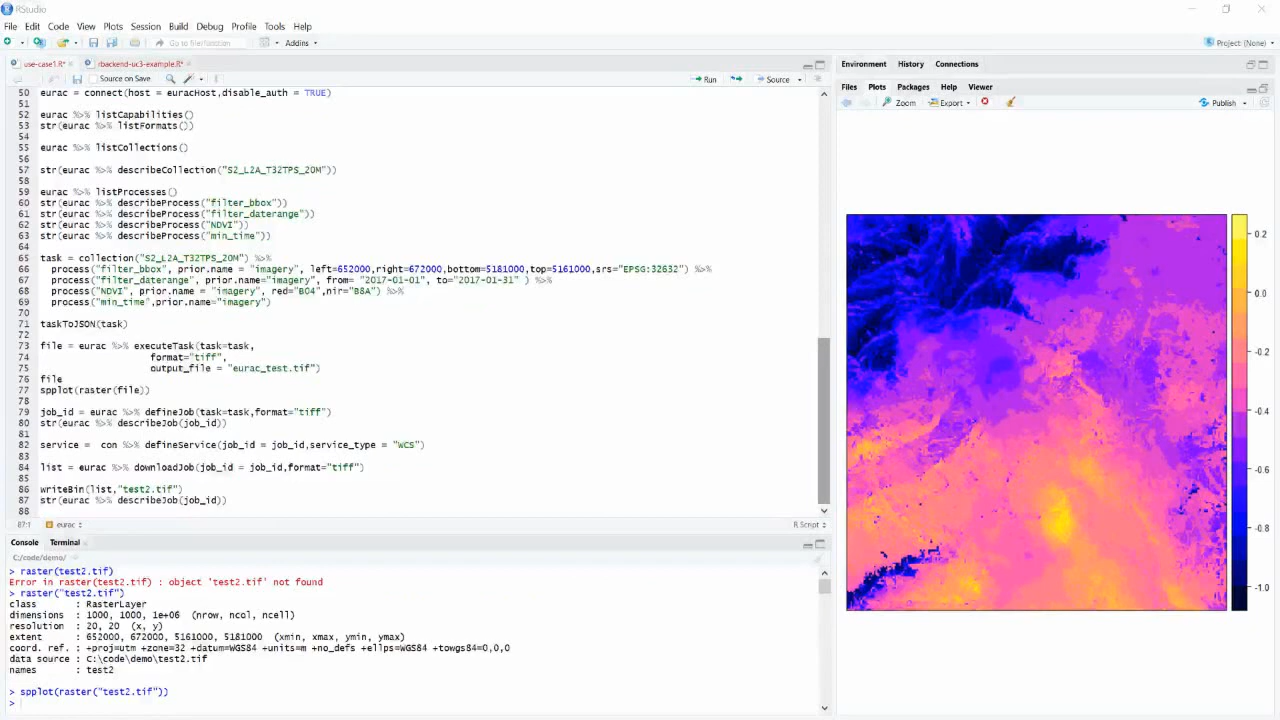 RStudio
File Edit Code View Plots Session Build Debug Profile Tools Help
Go to file/function Addins Project: (None)
use-case1.R* rbackend-uc3-example.R*
Source on Save Run Source
50 eurac = connect(host = euracHost,disable_auth = TRUE)
51
52 eurac %>% listCapabilities()
53 str(eurac %>% listFormats())
54
55 eurac %>% listCollections()
56
57 str(eurac %>% describeCollection("S2_L2A_T32TPS_20M"))
58
59 eurac %>% listProcesses()
60 str(eurac %>% describeProcess("filter_bbox"))
61 str(eurac %>% describeProcess("filter_daterange"))
62 str(eurac %>% describeProcess("NDVI"))
63 str(eurac %>% describeProcess("min_time"))
64
65 task = collection("S2_L2A_T32TPS_20M") %>%
66 process("filter_bbox", prior.name = "imagery", left=652000,right=672000,bottom=5181000,top=5161000,srs="EPSG:32632") %>%
67 process("filter_daterange", prior.name="imagery", from= "2017-01-01", to="2017-01-31" ) %>%
68 process("NDVI", prior.name = "imagery", red="B04",nir="B8A") %>%
69 process("min_time",prior.name="imagery")
70
71 taskToJSON(task)
72
73 file = eurac %>% executeTask(task=task,
74 format="tiff",
75 output_file = "eurac_test.tif")
76 file
77 spplot(raster(file))
78
79 job_id = eurac %>% defineJob(task=task,format="tiff")
80 str(eurac %>% describeJob(job_id))
81
82 service = con %>% defineService(job_id = job_id,service_type = "WCS")
83
84 list = eurac %>% downloadJob(job_id = job_id,format="tiff")
85
86 writeBin(list,"test2.tif")
87 str(eurac %>% describeJob(job_id))
88
87:1 eurac R Script
Console Terminal
C:/code/demo/
> raster(test2.tif)
Error in raster(test2.tif) : object 'test2.tif' not found
> raster("test2.tif")
class : RasterLayer
dimensions : 1000, 1000, 1e+06 (nrow, ncol, ncell)
resolution : 20, 20 (x, y)
extent : 652000, 672000, 5161000, 5181000 (xmin, xmax, ymin, ymax)
coord. ref. : +proj=utm +zone=32 +datum=WGS84 +units=m +no_defs +ellps=WGS84 +towgs84=0,0,0
data source : C:\code\demo\test2.tif
names : test2
> spplot(raster("test2.tif"))
>
Environment History Connections
Files Plots Packages Help Viewer
Zoom Export Publish
0.2
0.0
-0.2
-0.4
-0.6
-0.8
-1.0